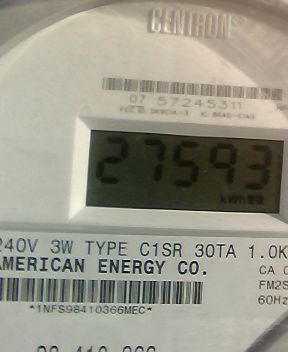 CENTRON®
07 57245311
27593
kWh
240V 3W TYPE C1SR 30TA 1.0K
AMERICAN ENERGY CO.
CA
FM2S
60Hz
*1NFS98410366MEC*